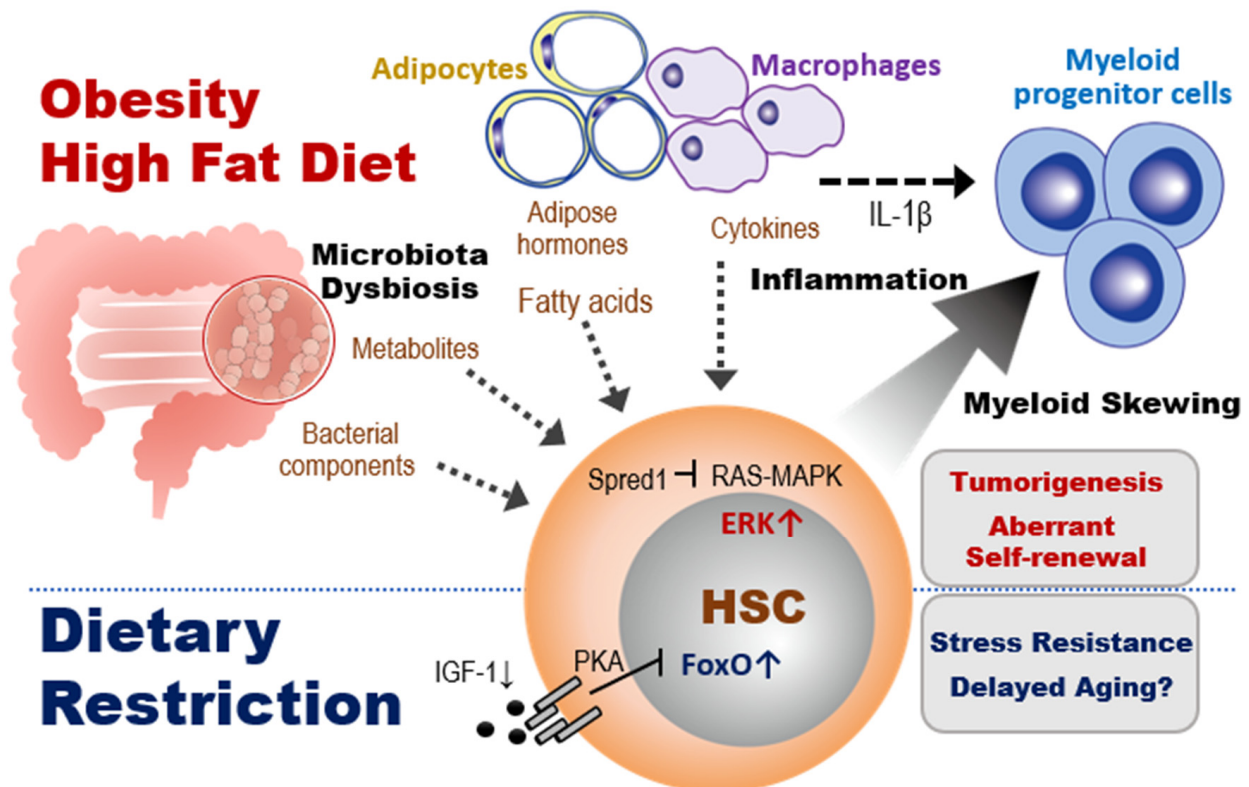 Obesity
High Fat Diet
Adipocytes
Macrophages
Myeloid
progenitor cells
Adipose
hormones
Cytokines
IL-1β
Microbiota
Dysbiosis
Fatty acids
Inflammation
Metabolites
Bacterial
components
Myeloid Skewing
Spred1
RAS-MAPK
ERK↑
Tumorigenesis
Aberrant
Self-renewal
HSC
Dietary
Restriction
IGF-1↓
PKA
FoxO↑
Stress Resistance
Delayed Aging?